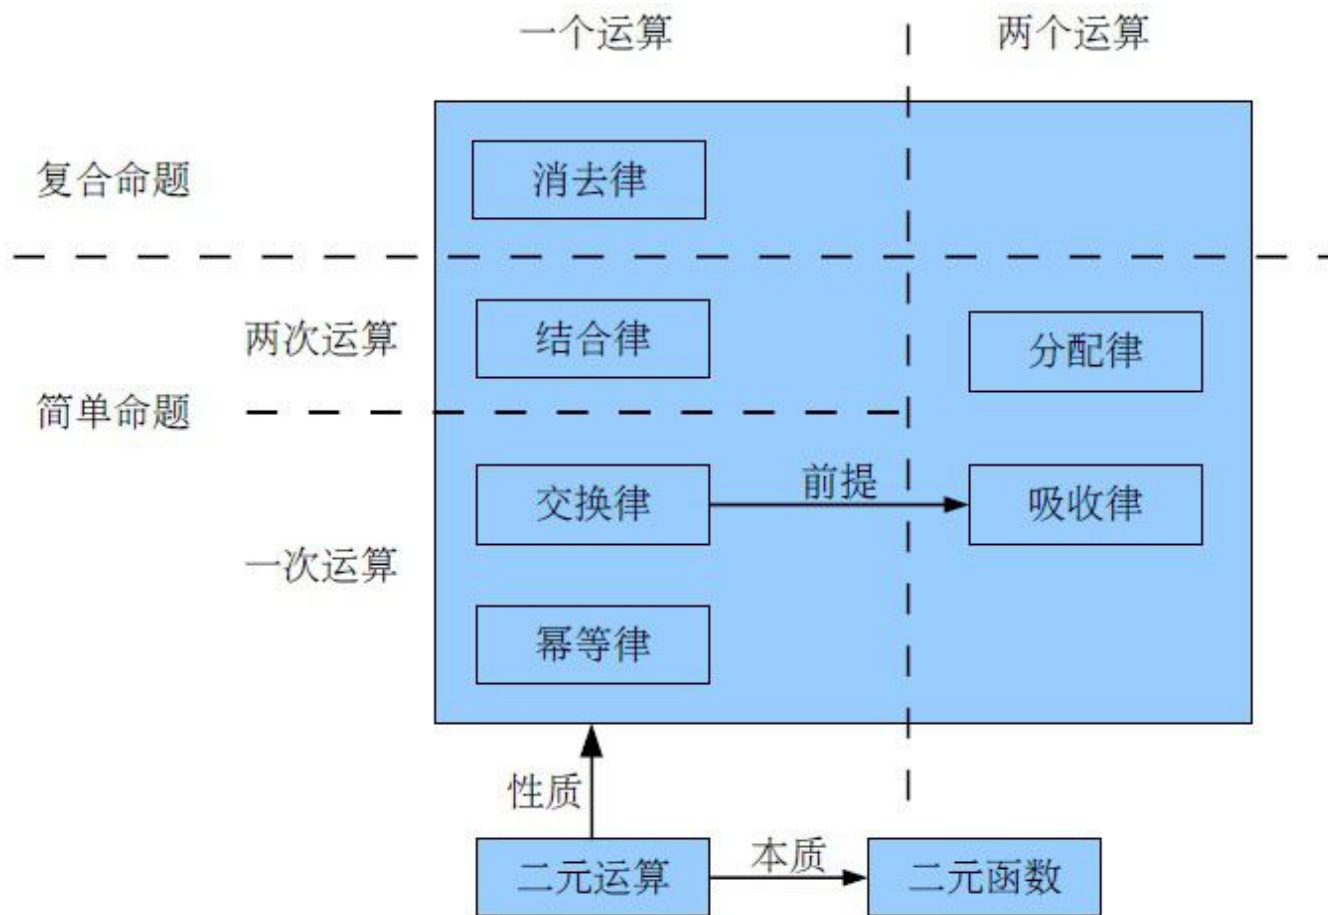 一个运算
两个运算
复合命题
消去律
两次运算
结合律
分配律
简单命题
交换律
前提
吸收律
一次运算
幂等律
性质
二元运算
本质
二元函数